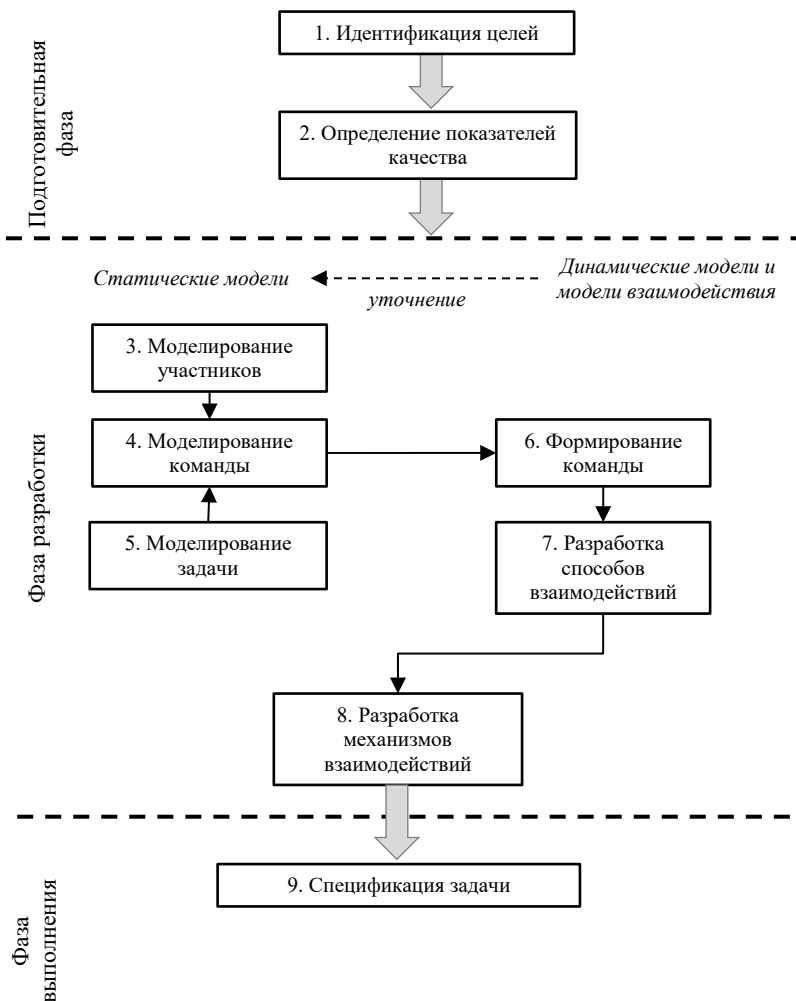 Подготовительная
фаза
1. Идентификация целей
2. Определение показателей
качества
Статические модели
уточнение
Динамические модели и
модели взаимодействия
Фаза разработки
3. Моделирование
участников
4. Моделирование
команды
5. Моделирование
задачи
6. Формирование
команды
7. Разработка
способов
взаимодействий
8. Разработка
механизмов
взаимодействий
Фаза
выполнения
9. Спецификация задачи